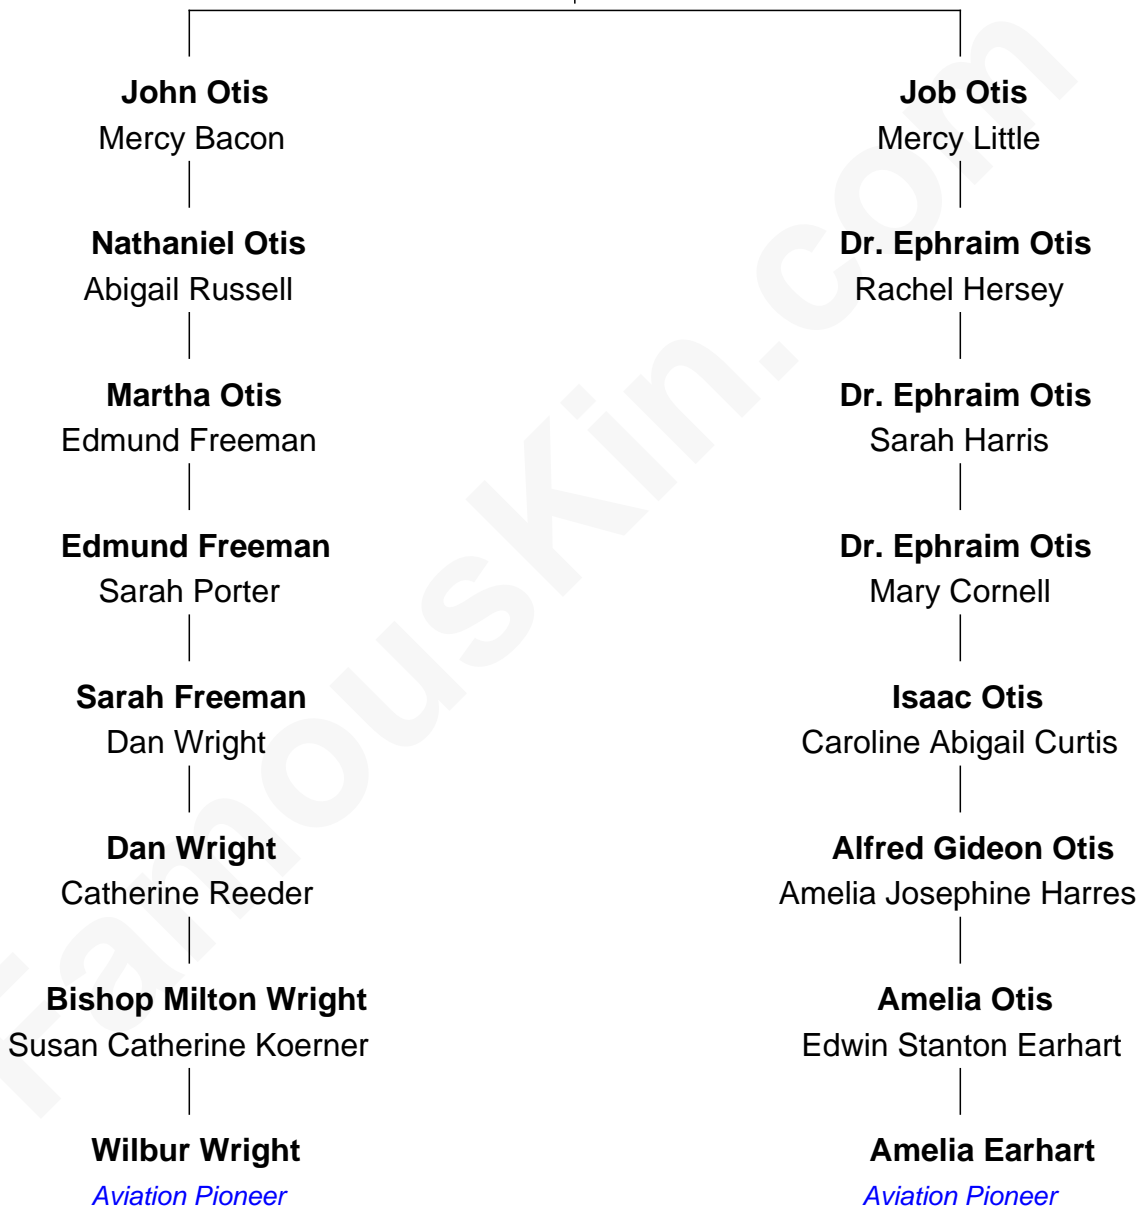 John Otis
Mercy Bacon
Job Otis
Mercy Little
Nathaniel Otis
Abigail Russell
Dr. Ephraim Otis
Rachel Hersey
Martha Otis
Edmund Freeman
Dr. Ephraim Otis
Sarah Harris
Edmund Freeman
Sarah Porter
Dr. Ephraim Otis
Mary Cornell
Sarah Freeman
Dan Wright
Isaac Otis
Caroline Abigail Curtis
Dan Wright
Catherine Reeder
Alfred Gideon Otis
Amelia Josephine Harres
Bishop Milton Wright
Susan Catherine Koerner
Amelia Otis
Edwin Stanton Earhart
Wilbur Wright
Aviation Pioneer
Amelia Earhart
Aviation Pioneer
FamousKin.com